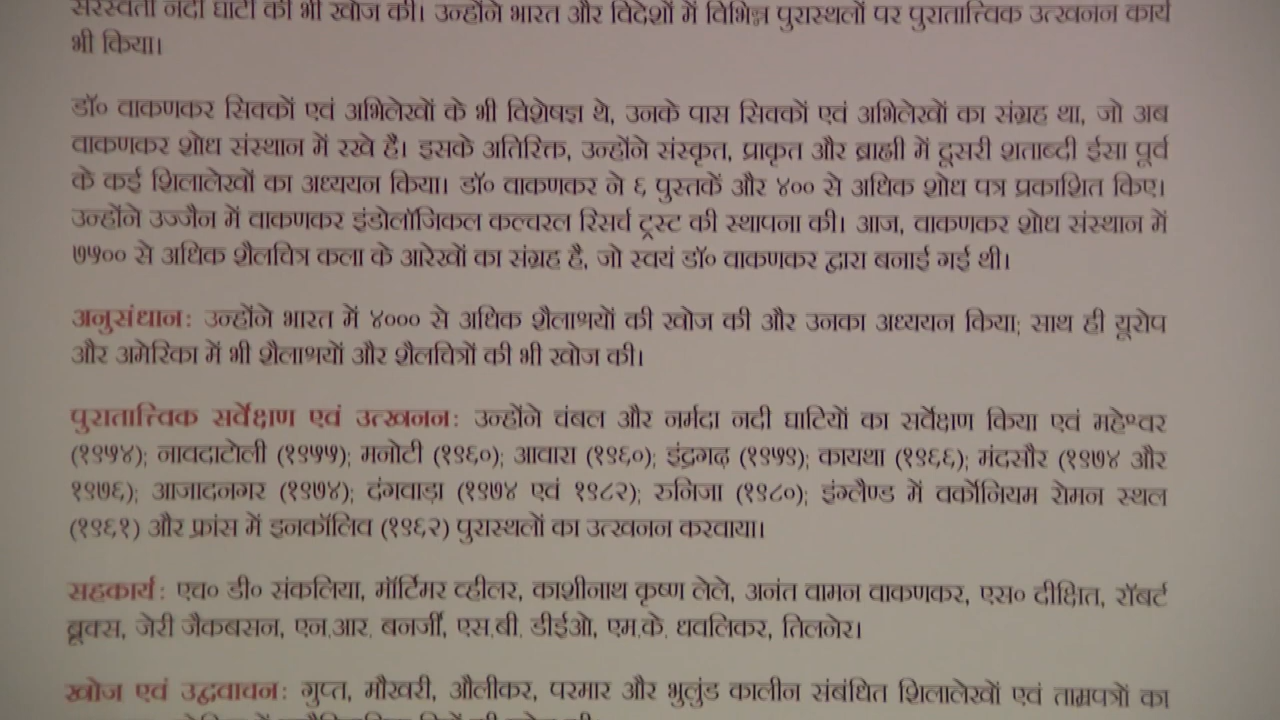 सरस्वती नदी घाटी की भी खोज की। उन्होंने भारत और विदेशों में विभिन्न पुरास्थलों पर पुरातात्त्विक उत्खनन कार्य
भी किया।
डॉ० वाकणकर सिक्कों एवं अभिलेखों के भी विशेषज्ञ थे, उनके पास सिक्कों एवं अभिलेखों का संग्रह था, जो अब
वाकणकर शोध संस्थान में रखे है। इसके अतिरिक्त, उन्होंने संस्कृत, प्राकृत और ब्राह्मी में दूसरी शताब्दी ईसा पूर्व
के कई शिलालेखों का अध्ययन किया। डॉ० वाकणकर ने ६ पुस्तकें और ४०० से अधिक शोध पत्र प्रकाशित किए।
उन्होंने उज्जैन में वाकणकर इंडोलॉजिकल कल्चरल रिसर्च ट्रस्ट की स्थापना की। आज, वाकणकर शोध संस्थान में
७५०० से अधिक शैलचित्र कला के आरेखों का संग्रह है, जो स्वयं डॉ० वाकणकर द्वारा बनाई गई थी।
अनुसंधान: उन्होंने भारत में ४००० से अधिक शैलाश्रयों की खोज की और उनका अध्ययन किया; साथ ही यूरोप
और अमेरिका में भी शैलाश्रयों और शैलचित्रों की भी खोज की।
पुरातात्त्विक सर्वेक्षण एवं उत्खनन: उन्होंने चंबल और नर्मदा नदी घाटियों का सर्वेक्षण किया एवं महेश्वर
(१९५४); नावदाटोली (१९५५); मनोटी (१९६०); आवारा (१९६०); इंद्रगढ़ (१९५९); कायथा (१९६६); मंदसौर (१९७४ और
१९७६); आजादनगर (१९७४); दंगवाड़ा (१९७४ एवं १९८२); रुनिजा (१९८०); इंग्लैण्ड में वर्कोनियम रोमन स्थल
(१९६१) और फ्रांस में इनकॉलिव (१९६२) पुरास्थलों का उत्खनन करवाया।
सहकार्य: एच० डी० संकलिया, मॉर्टिमर व्हीलर, काशीनाथ कृष्ण लेले, अनंत वामन वाकणकर, एस० दीक्षित, रॉबर्ट
ब्रूक्स, जेरी जैकबसन, एन.आर. बनर्जी, एस.बी. डीईओ, एम.के. धवलिकर, तिलनेर।
खोज एवं उद्ववावन: गुप्त, मौखरी, औलीकर, परमार और भुलुंड कालीन संबंधित शिलालेखों एवं ताम्रपत्रों का